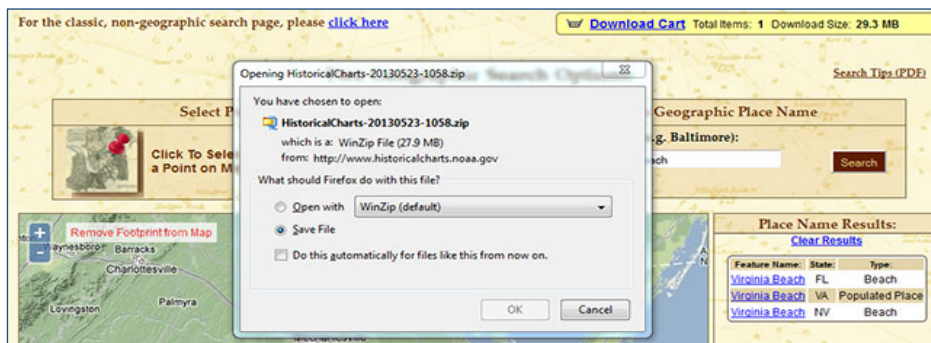 For the classic, non-geographic search page, please click here
Download Cart Total Items: 1 Download Size: 29.3 MB
Opening HistoricalCharts-20130523-1058.zip
Search Tips (PDF)
You have chosen to open:
HistoricalCharts-20130523-1058.zip
which is a: WinZip File (27.9 MB)
from: http://www.historicalcharts.noaa.gov
Select P
Geographic Place Name
.g. Baltimore):
Click To Sele
a Point on M
ach
Search
What should Firefox do with this file?
Open with WinZip (default)
Save File
Do this automatically for files like this from now on.
OK Cancel
Remove Footprint from Map
Waynesboro Barracks
Charlottesville
Palmyra
Lovingston
Place Name Results:
Clear Results
Feature Name: State: Type:
Virginia Beach FL Beach
Virginia Beach VA Populated Place
Virginia Beach NV Beach